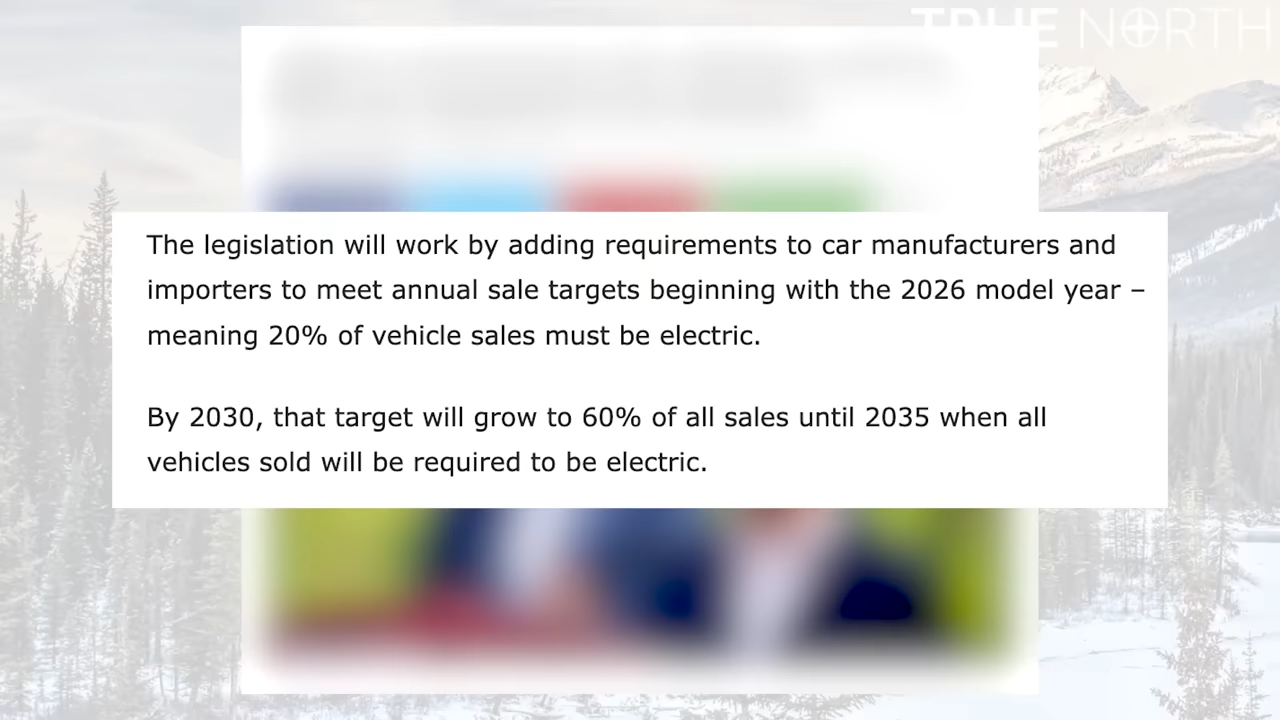 TRUE NORTH
The legislation will work by adding requirements to car manufacturers and
importers to meet annual sale targets beginning with the 2026 model year –
meaning 20% of vehicle sales must be electric.
By 2030, that target will grow to 60% of all sales until 2035 when all
vehicles sold will be required to be electric.